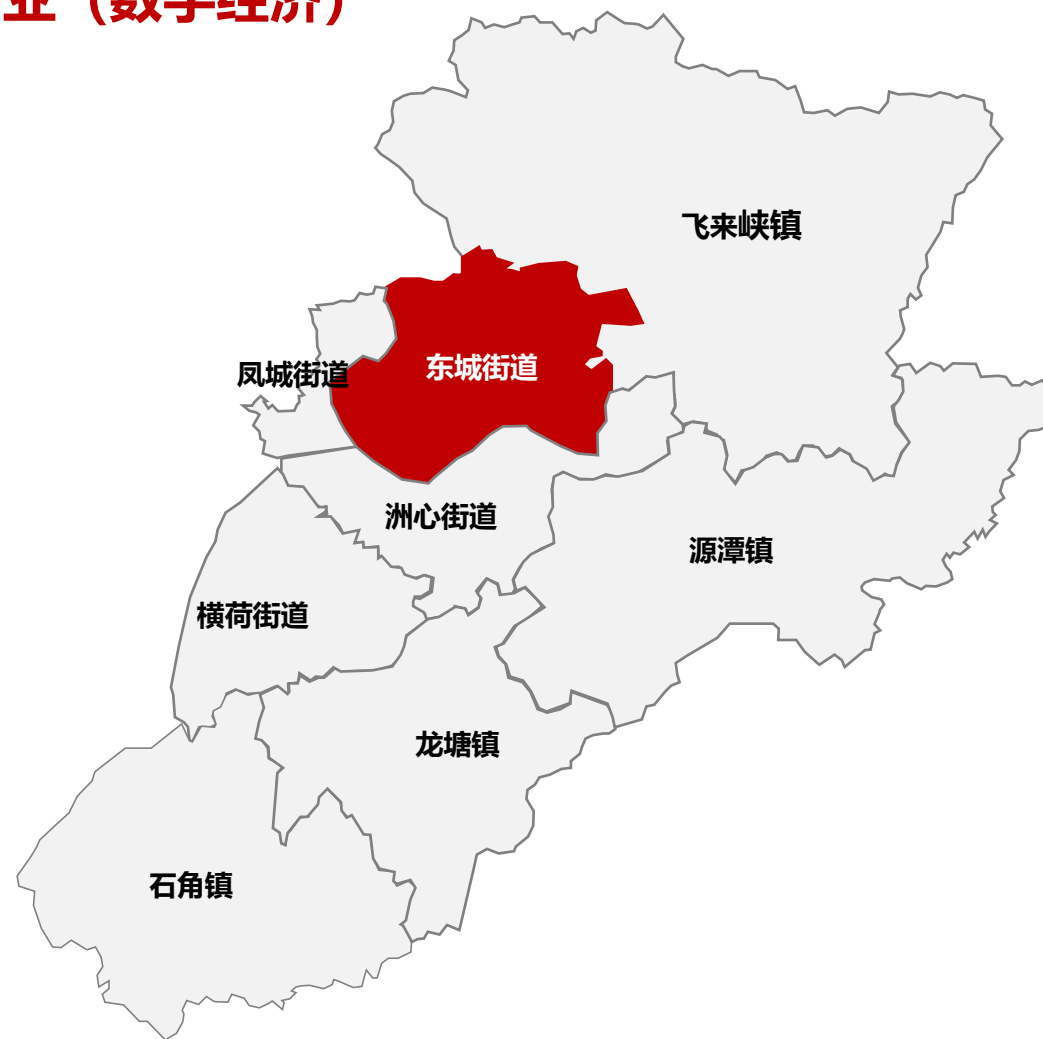 业（数字经济）
飞来峡镇
东城街道
凤城街道
洲心街道
源潭镇
横荷街道
龙塘镇
石角镇